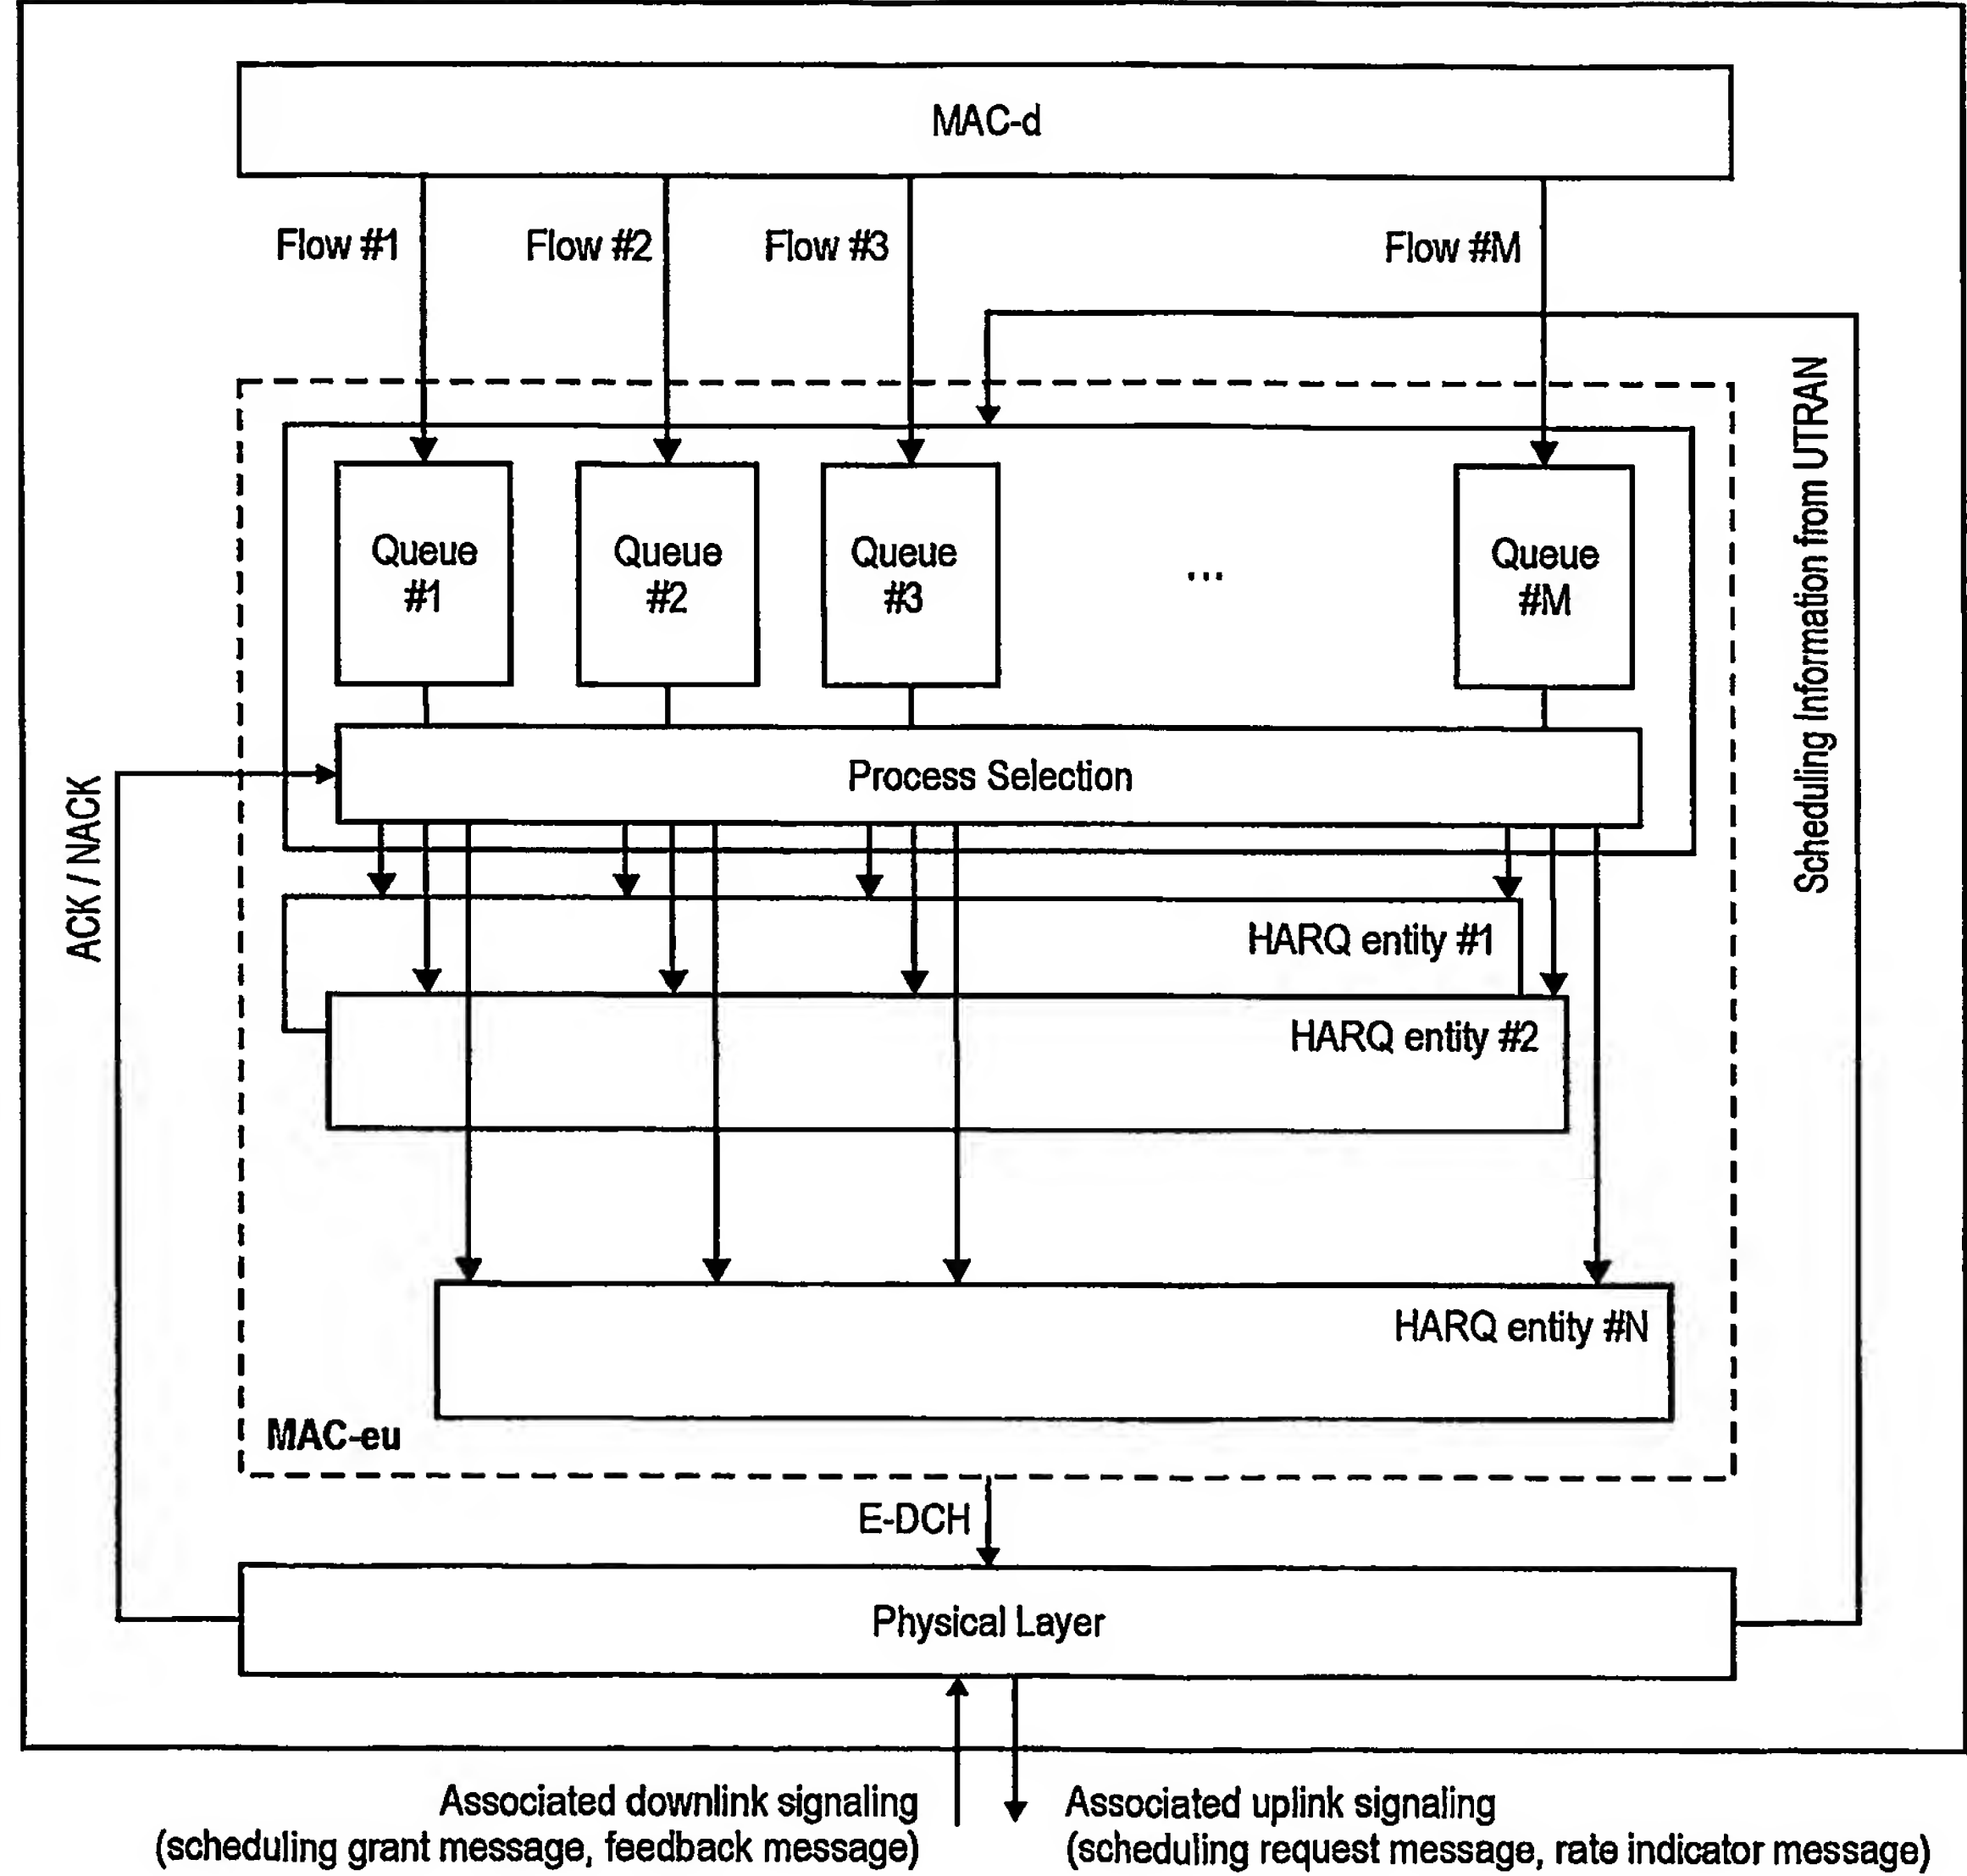 MAC-d
Flow #1
Flow #2
Flow #3
Flow #M
Queue
#1
Queue
#2
Queue
#3
...
Queue
#M
Scheduling Information from UTRAN
Process Selection
ACK / NACK
HARQ entity #1
HARQ entity #2
HARQ entity #N
MAC-eu
E-DCH
Physical Layer
Associated downlink signaling
(scheduling grant message, feedback message)
Associated uplink signaling
(scheduling request message, rate indicator message)